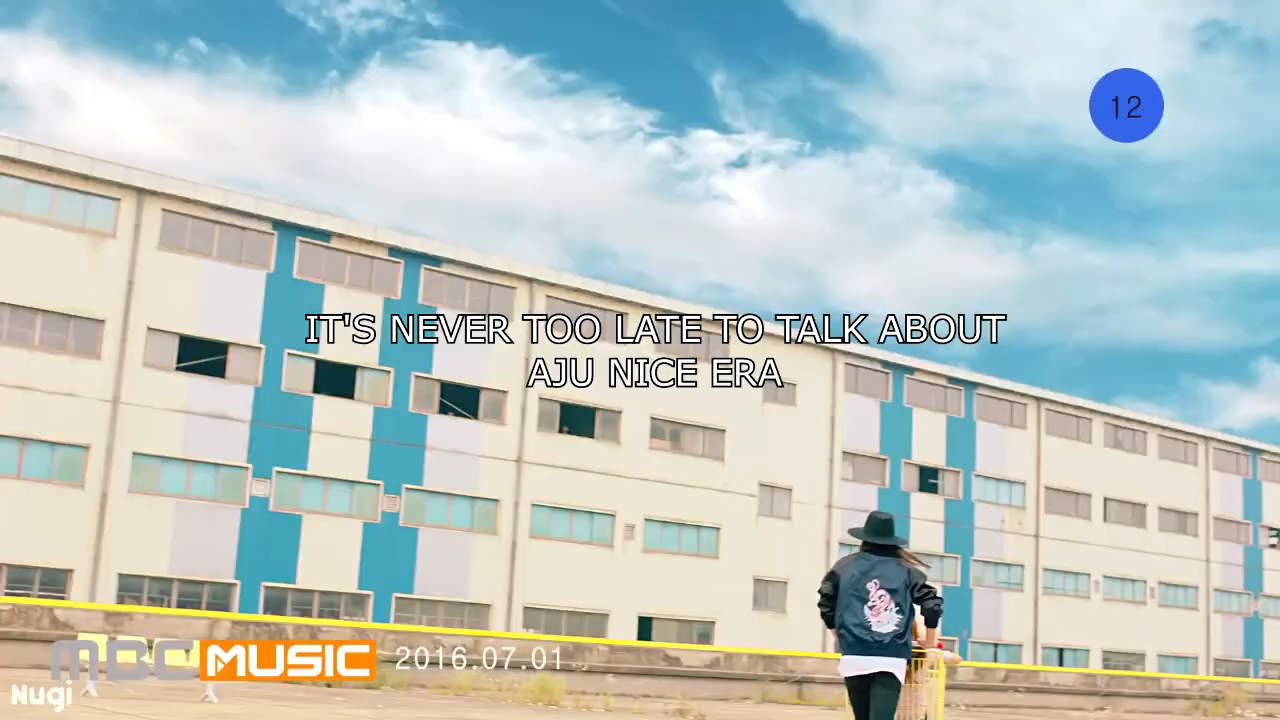 12
IT'S NEVER TOO LATE TO TALK ABOUT
AJU NICE ERA
MBC MUSIC 2016.07.01
Nugi